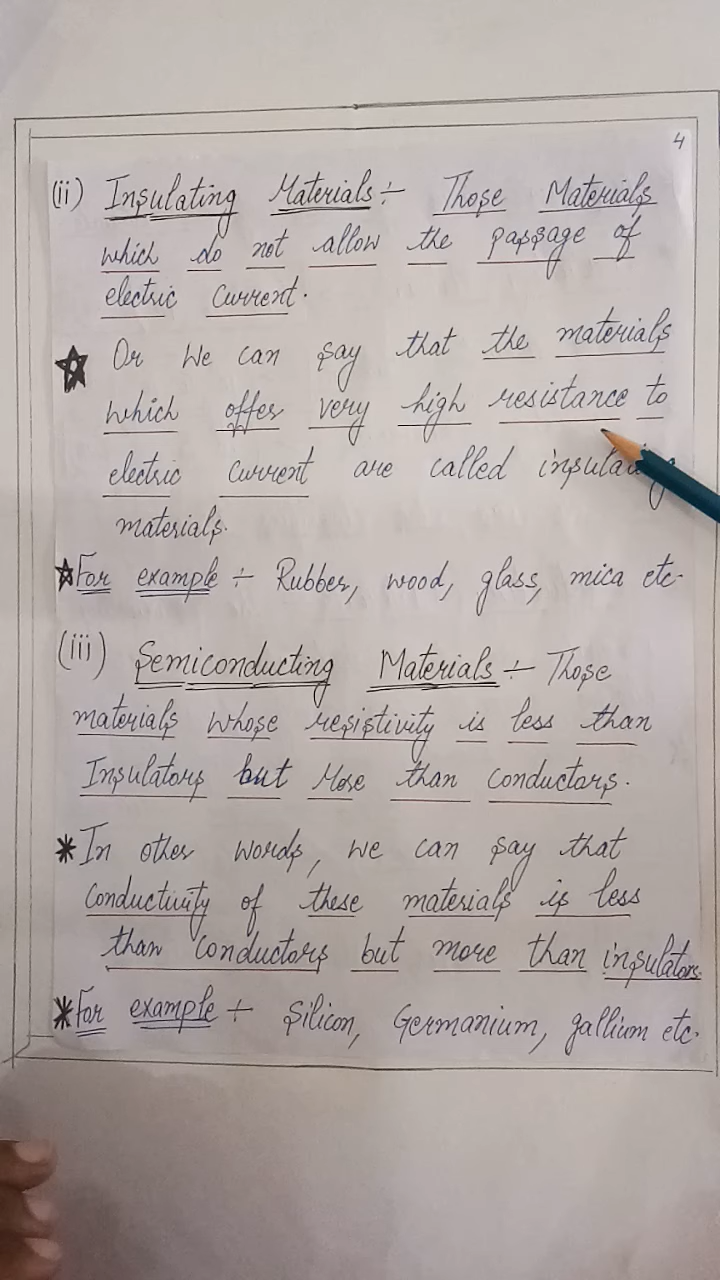 4
(ii) Insulating Materials :- Those Materials
which do not allow the passage of
electric current.
Or We can say that the materials
which offer very high resistance to
electric current are called insulating
materials.
For example :- Rubber, wood, glass, mica etc.
(iii) Semiconducting Materials :- Those
materials whose resistivity is less than
Insulators but More than conductors.
* In other words, we can say that
Conductivity of these materials is less
than conductors but more than insulators.
* For example :- Silicon, Germanium, gallium etc.